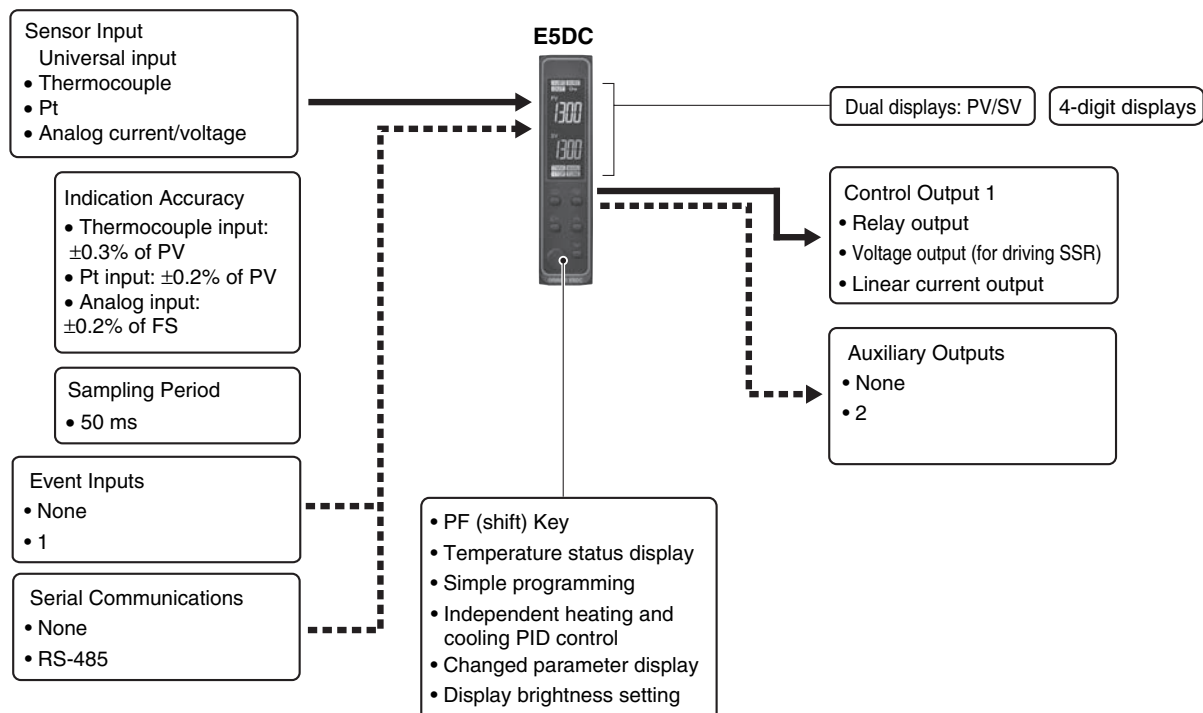 Sensor Input
Universal input
• Thermocouple
• Pt
• Analog current/voltage
Indication Accuracy
• Thermocouple input:
±0.3% of PV
• Pt input: ±0.2% of PV
• Analog input:
±0.2% of FS
Sampling Period
• 50 ms
Event Inputs
• None
• 1
Serial Communications
• None
• RS-485
E5DC
PV
1300
SV
1300
• PF (shift) Key
• Temperature status display
• Simple programming
• Independent heating and
cooling PID control
• Changed parameter display
• Display brightness setting
Dual displays: PV/SV
4-digit displays
Control Output 1
• Relay output
• Voltage output (for driving SSR)
• Linear current output
Auxiliary Outputs
• None
• 2